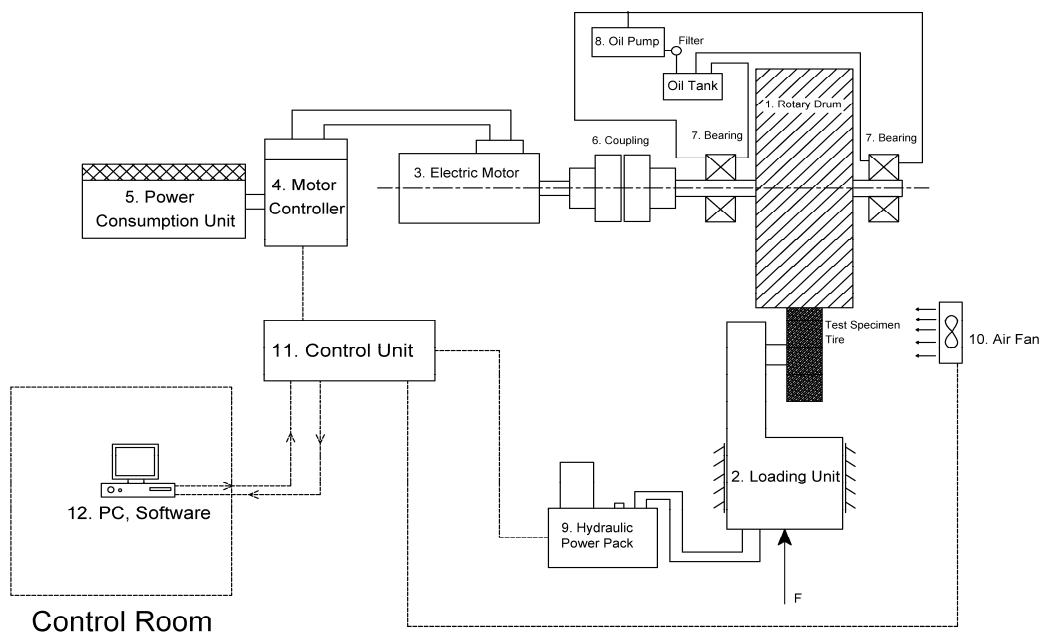 8. Oil Pump
Filter
Oil Tank
1. Rotary Drum
7. Bearing
7. Bearing
6. Coupling
3. Electric Motor
4. Motor
Controller
5. Power
Consumption Unit
Test Specimen
Tire
10. Air Fan
11. Control Unit
2. Loading Unit
12. PC, Software
9. Hydraulic
Power Pack
F
Control Room